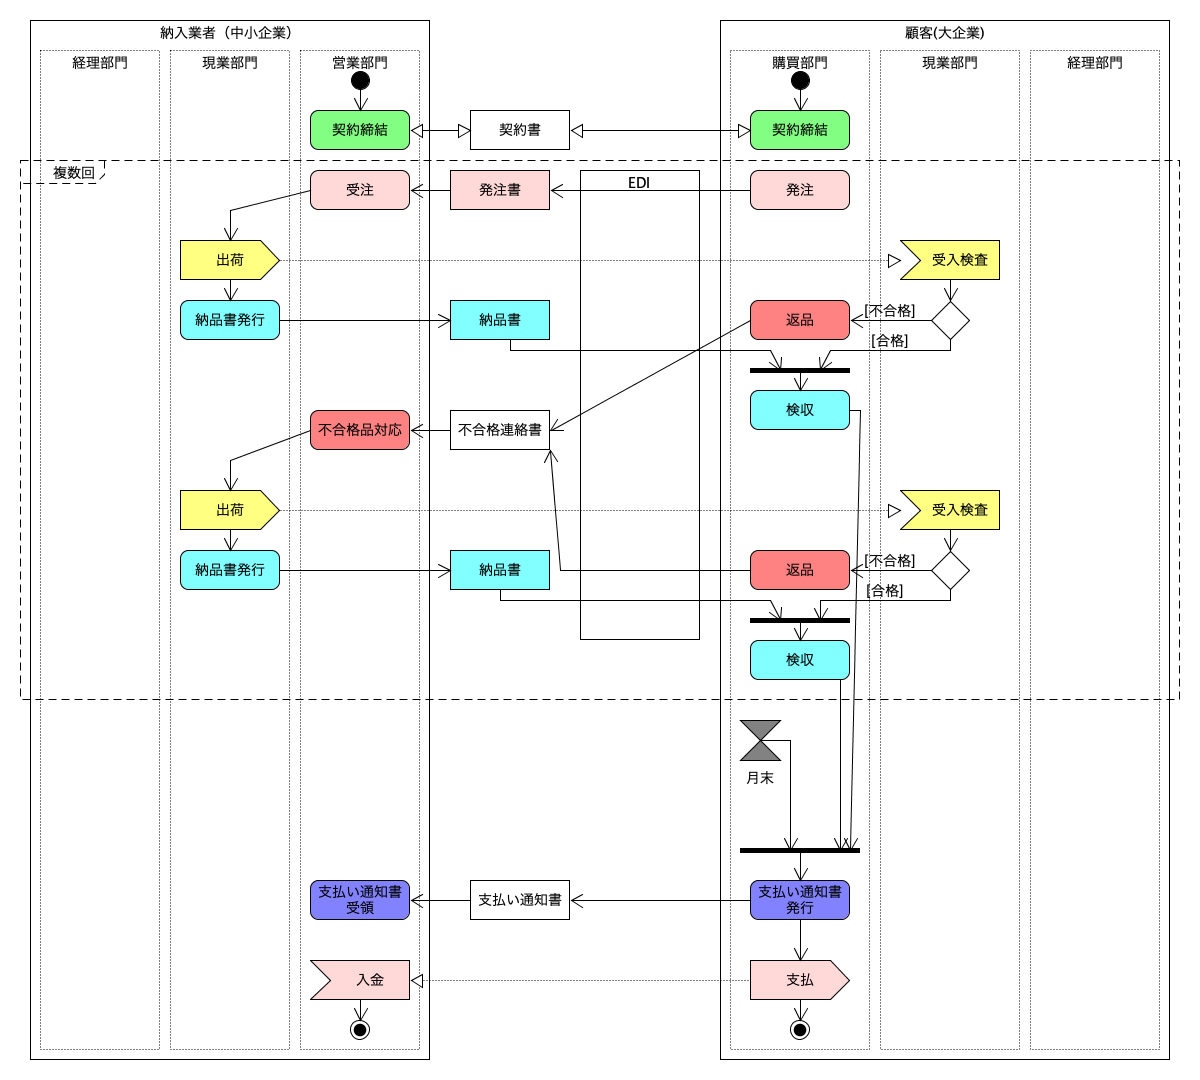 納入業者（中小企業）
顧客(大企業)
経理部門
現業部門
営業部門
購買部門
現業部門
経理部門
契約締結
契約書
契約締結
複数回
受注
発注書
EDI
発注
出荷
受入検査
納品書発行
納品書
返品
[不合格]
[合格]
検収
不合格品対応
不合格連絡書
出荷
受入検査
納品書発行
納品書
返品
[不合格]
[合格]
検収
月末
支払い通知書
受領
支払い通知書
支払い通知書
発行
入金
支払